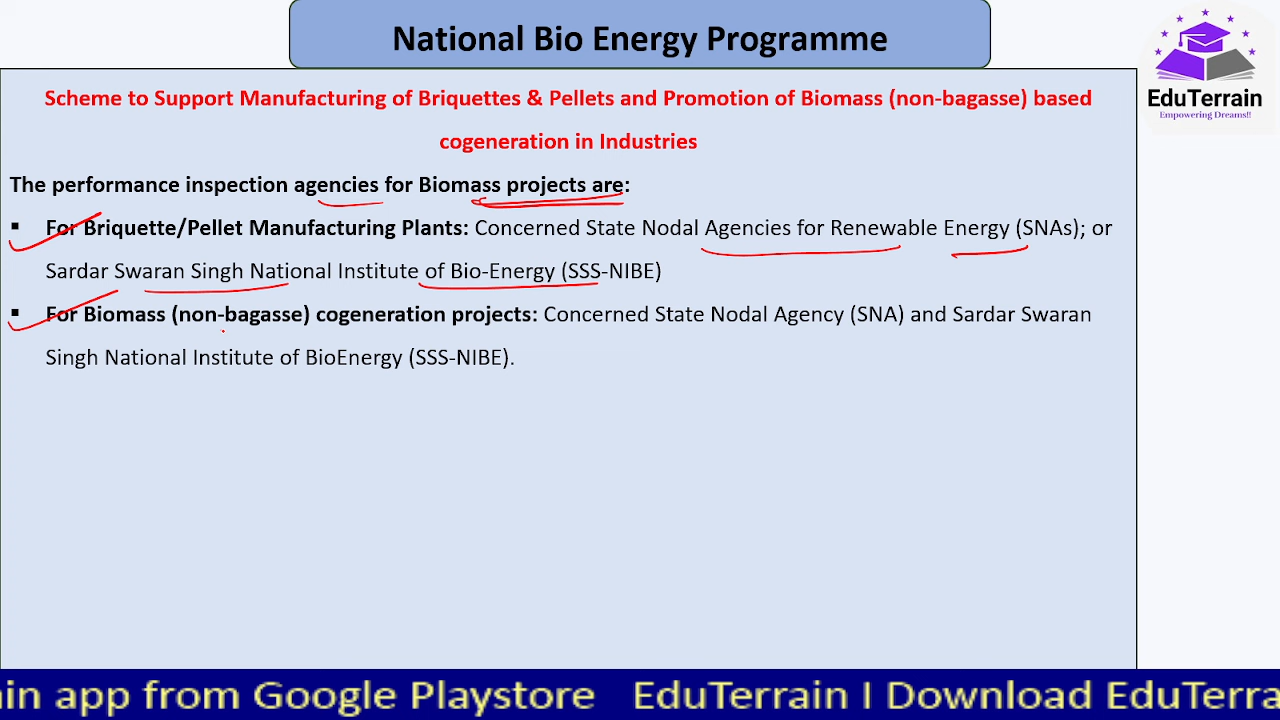 National Bio Energy Programme
EduTerrain
Empowering Dreams!!
Scheme to Support Manufacturing of Briquettes & Pellets and Promotion of Biomass (non-bagasse) based
cogeneration in Industries
The performance inspection agencies for Biomass projects are:
▪ For Briquette/Pellet Manufacturing Plants: Concerned State Nodal Agencies for Renewable Energy (SNAs); or
Sardar Swaran Singh National Institute of Bio-Energy (SSS-NIBE)
▪ For Biomass (non-bagasse) cogeneration projects: Concerned State Nodal Agency (SNA) and Sardar Swaran
Singh National Institute of BioEnergy (SSS-NIBE).
ain app from Google Playstore EduTerrain I Download EduTerra